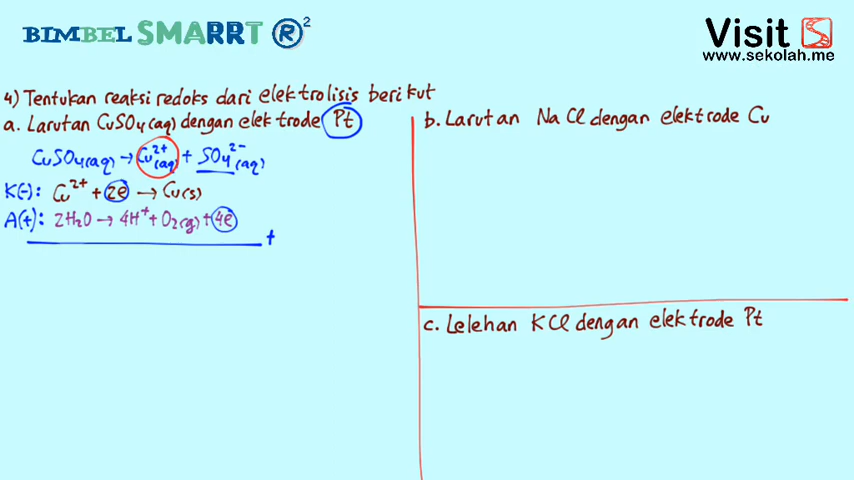 BIMBEL SMARRT R²
Visit S
www.sekolah.me
4) Tentukan reaksi redoks dari elektrolisis berikut
a. Larutan CuSO₄(aq) dengan elektrode Pt
CuSO₄(aq) → Cu²⁺(aq) + SO₄²⁻(aq)
K(-): Cu²⁺ + 2e → Cu(s)
A(+): 2H₂O → 4H⁺ + O₂(g) + 4e
+
b. Larutan NaCl dengan elektrode Cu
c. Lelehan KCl dengan elektrode Pt